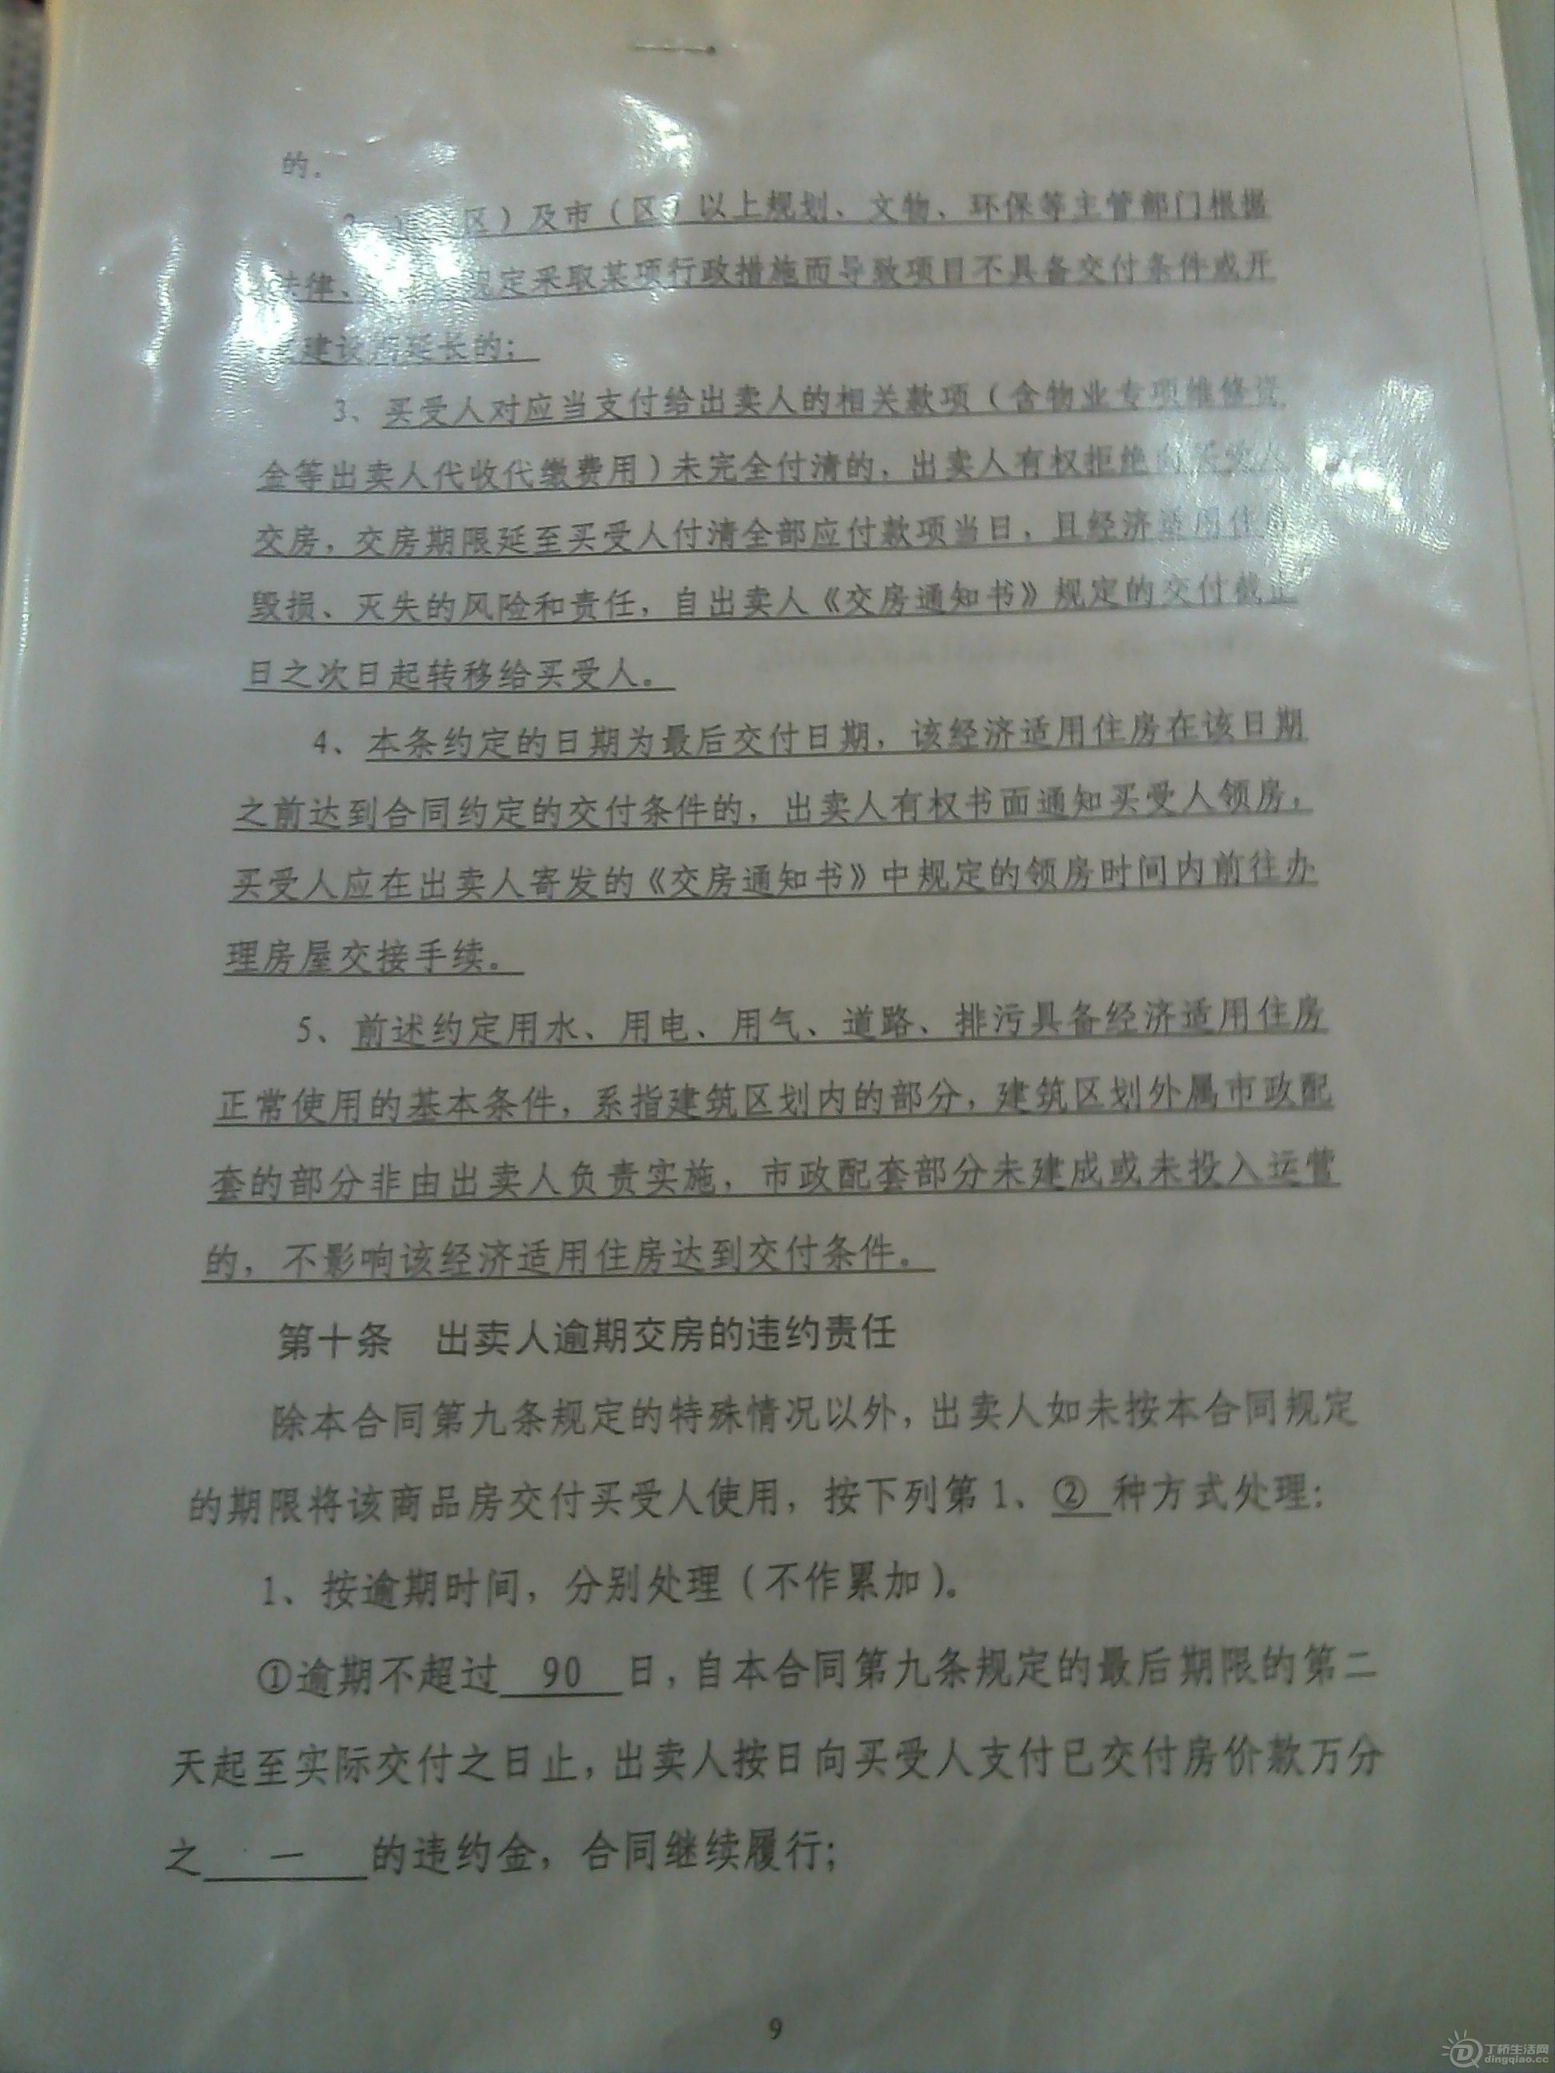 的.
区）及市（区）以上规划、文物、环保等主管部门根据
律、规定采取某项行政措施而导致项目不具备交付条件或开
建设 延长的；
3、买受人对应当支付给出卖人的相关款项（含物业专项维修资
金等出卖人代收代缴费用）未完全付清的，出卖人有权拒绝
交房，交房期限延至买受人付清全部应付款项当日，且经济适用住
毁损、灭失的风险和责任，自出卖人《交房通知书》规定的交付截止
日之次日起转移给买受人。
4、本条约定的日期为最后交付日期，该经济适用住房在该日期
之前达到合同约定的交付条件的，出卖人有权书面通知买受人领房，
买受人应在出卖人寄发的《交房通知书》中规定的领房时间内前往办
理房屋交接手续。
5、前述约定用水、用电、用气、道路、排污具备经济适用住房
正常使用的基本条件，系指建筑区划内的部分，建筑区划外属市政配
套的部分非由出卖人负责实施，市政配套部分未建成或未投入运营
的，不影响该经济适用住房达到交付条件。
第十条 出卖人逾期交房的违约责任
除本合同第九条规定的特殊情况以外，出卖人如未按本合同规定
的期限将该商品房交付买受人使用，按下列第1、② 种方式处理：
1、按逾期时间，分别处理（不作累加）。
①逾期不超过 90 日，自本合同第九条规定的最后期限的第二
天起至实际交付之日止，出卖人按日向买受人支付已交付房价款万分
之 一 的违约金，合同继续履行；
9
丁桥生活网
dingqiao.cc